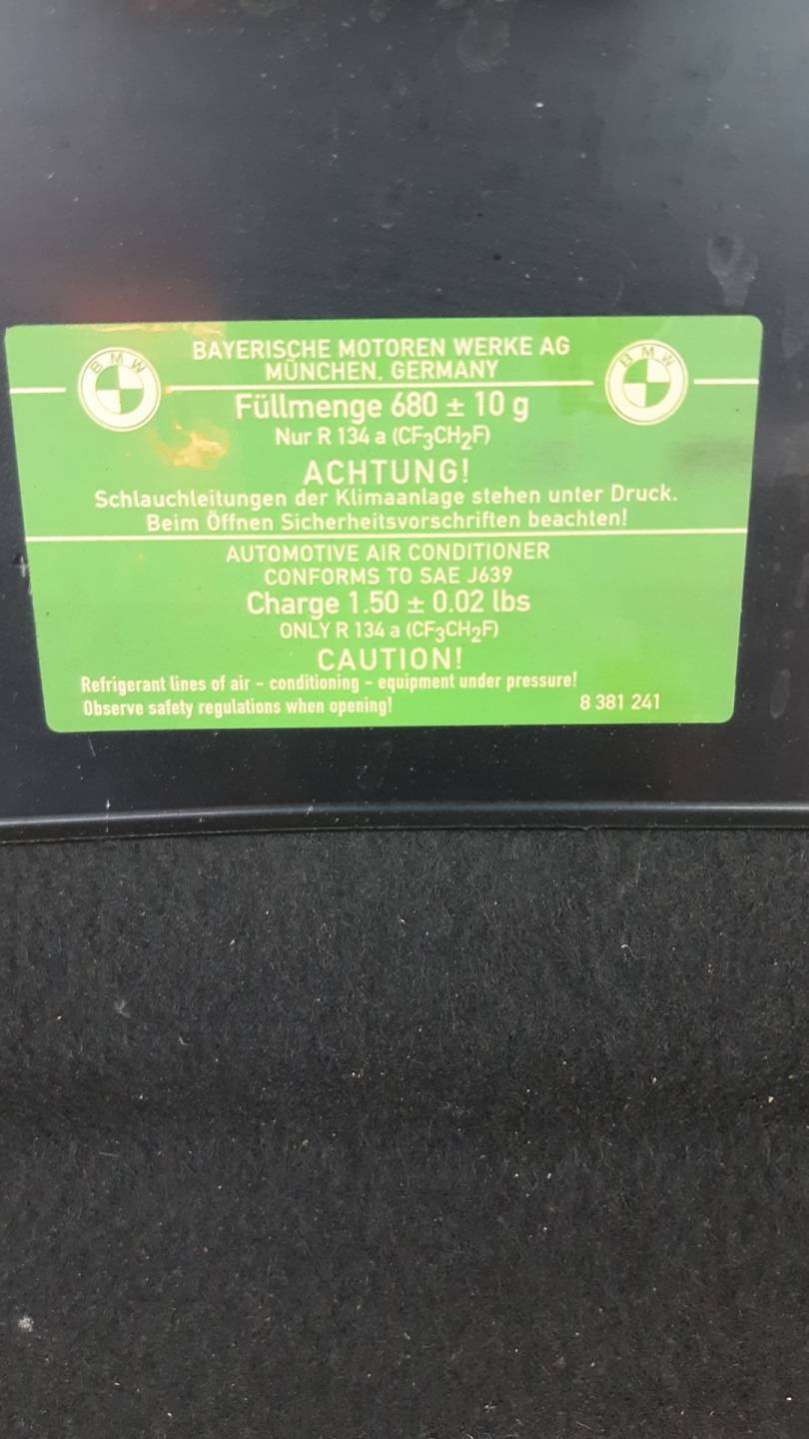 BAYERISCHE MOTOREN WERKE AG
MÜNCHEN. GERMANY
BMW
BMW
Füllmenge 680 ± 10 g
Nur R 134 a (CF₃CH₂F)
ACHTUNG!
Schlauchleitungen der Klimaanlage stehen unter Druck.
Beim Öffnen Sicherheitsvorschriften beachten!
AUTOMOTIVE AIR CONDITIONER
CONFORMS TO SAE J639
Charge 1.50 ± 0.02 lbs
ONLY R 134 a (CF₃CH₂F)
CAUTION!
Refrigerant lines of air - conditioning - equipment under pressure!
Observe safety regulations when opening!
8 381 241